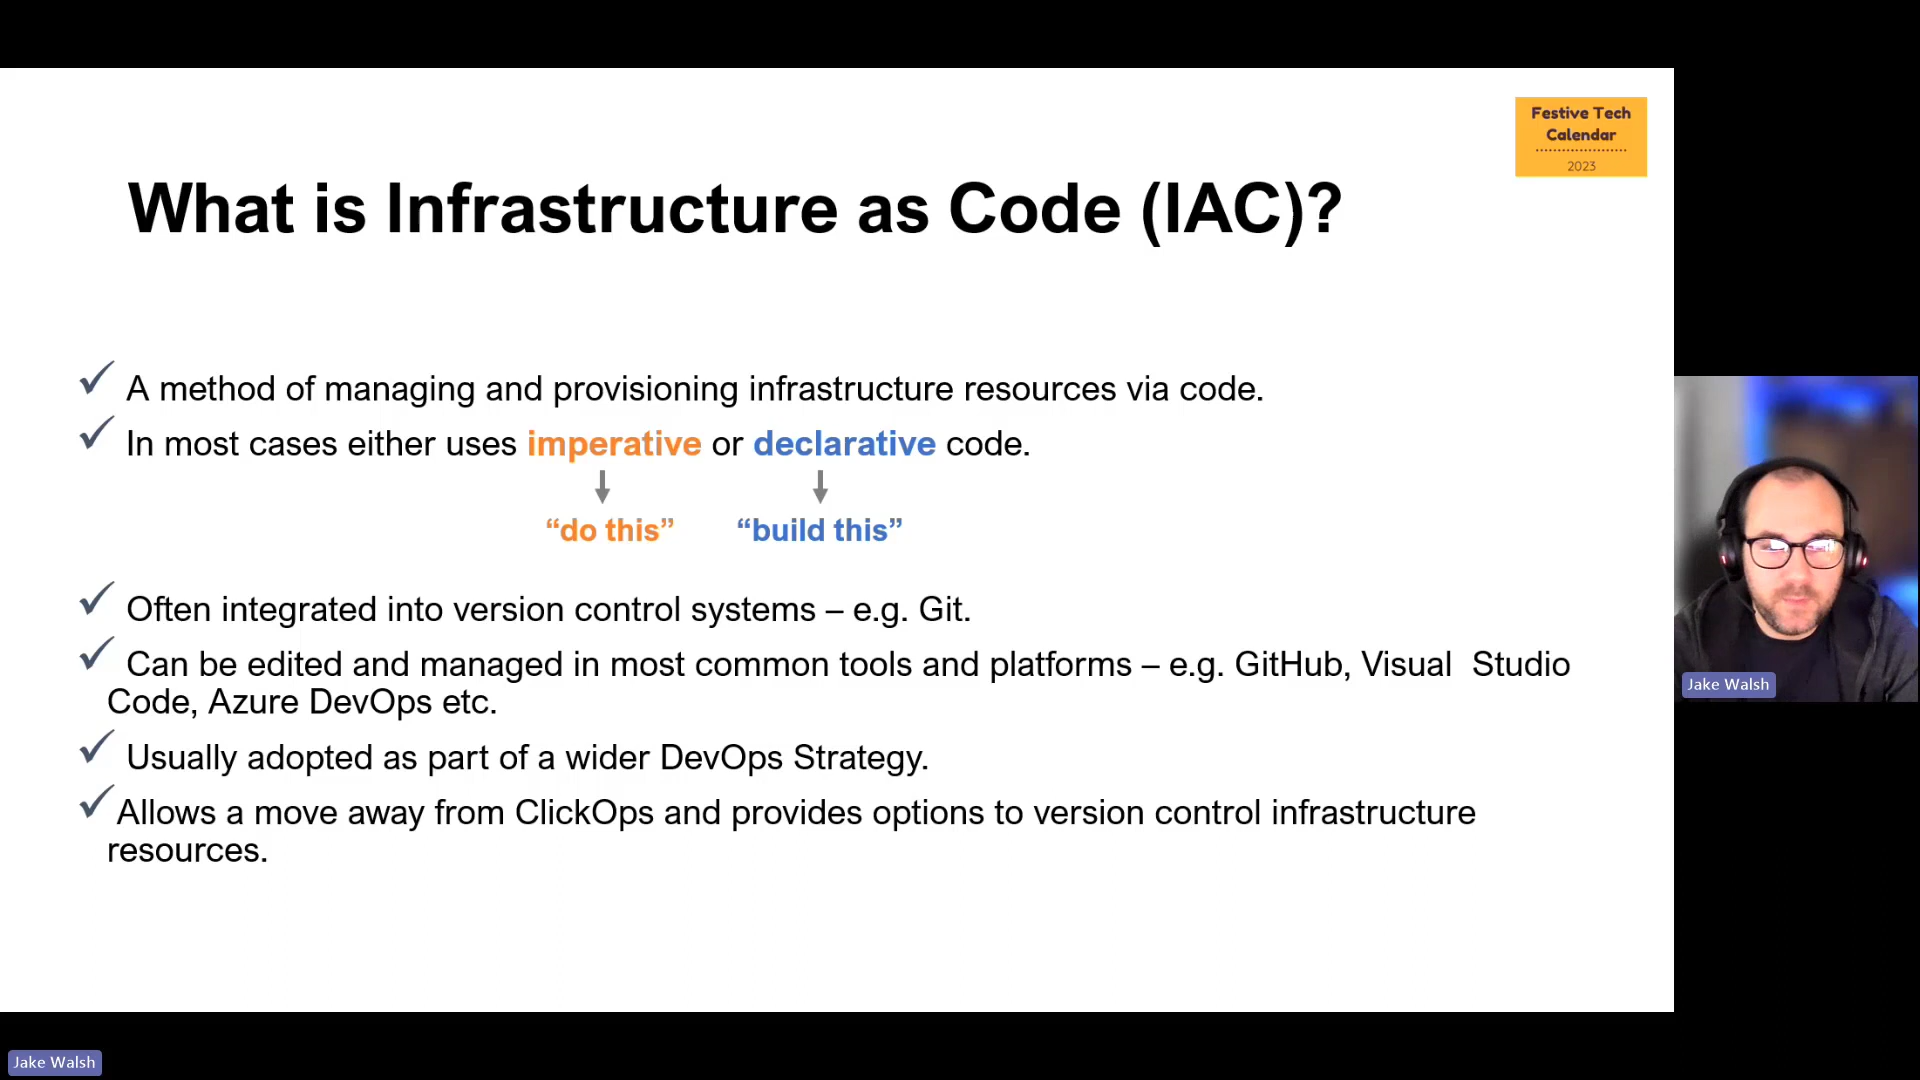 Festive Tech
Calendar
2023
What is Infrastructure as Code (IAC)?
A method of managing and provisioning infrastructure resources via code.
In most cases either uses imperative or declarative code.
“do this” “build this”
Often integrated into version control systems – e.g. Git.
Can be edited and managed in most common tools and platforms – e.g. GitHub, Visual Studio
Code, Azure DevOps etc.
Usually adopted as part of a wider DevOps Strategy.
Allows a move away from ClickOps and provides options to version control infrastructure
resources.
Jake Walsh
Jake Walsh